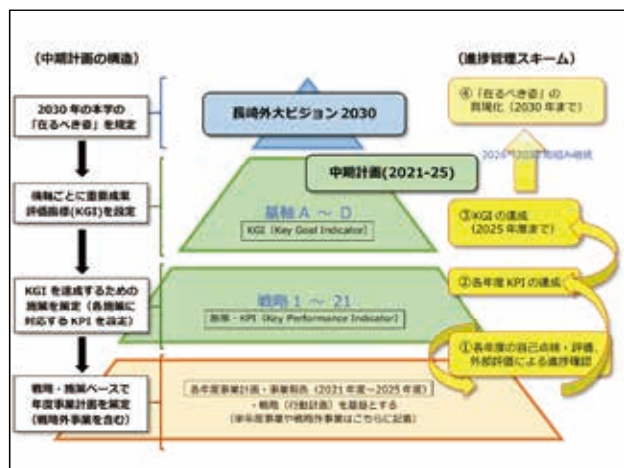 (中期計画の構造)
(進捗管理スキーム)
2030年の本学の
「在るべき姿」を規定
長崎外大ビジョン2030
④「在るべき姿」の
具現化(2030年まで)
中期計画(2021-25)
基軸ごとに重要成果
評価指標(KGI)を設定
基軸 A ~ D
KGI(Key Goal Indicator)
③KGIの達成
(2025年度まで)
KGIを達成するための
施策を策定(各施策に
対応するKPIを設定)
戦略 1 ~ 21
施策・KPI(Key Performance Indicator)
②各年度KPIの達成
①各年度の自己点検・評価、
外部評価による進捗確認
戦略・施策ベースで
年度事業計画を策定
(戦略外事業を含む)
各年度事業計画・事業報告(2021年度~2025年度)
・戦略(行動計画)を基盤とする